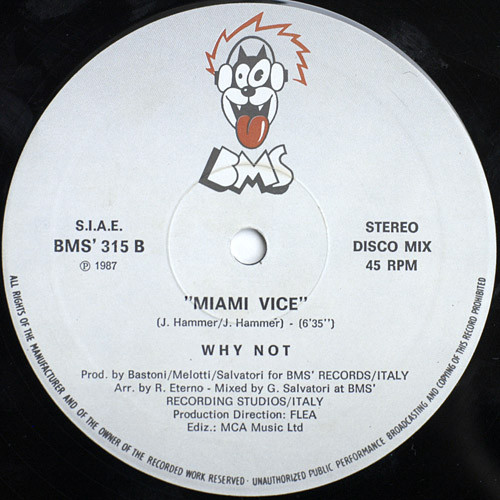 BMS
S.I.A.E.
BMS' 315 B
℗ 1987
STEREO
DISCO MIX
45 RPM
"MIAMI VICE"
(J. Hammer/J. Hammer) - (6'35'')
WHY NOT
Prod. by Bastoni/Melotti/Salvatori for BMS' RECORDS/ITALY
Arr. by R. Eterno - Mixed by G. Salvatori at BMS'
RECORDING STUDIOS/ITALY
Production Direction: FLEA
Ediz.: MCA Music Ltd
ALL RIGHTS OF THE MANUFACTURER AND OF THE OWNER OF THE RECORDED WORK RESERVED · UNAUTHORIZED PUBLIC PERFORMANCE BROADCASTING AND COPYING OF THIS RECORD PROHIBITED